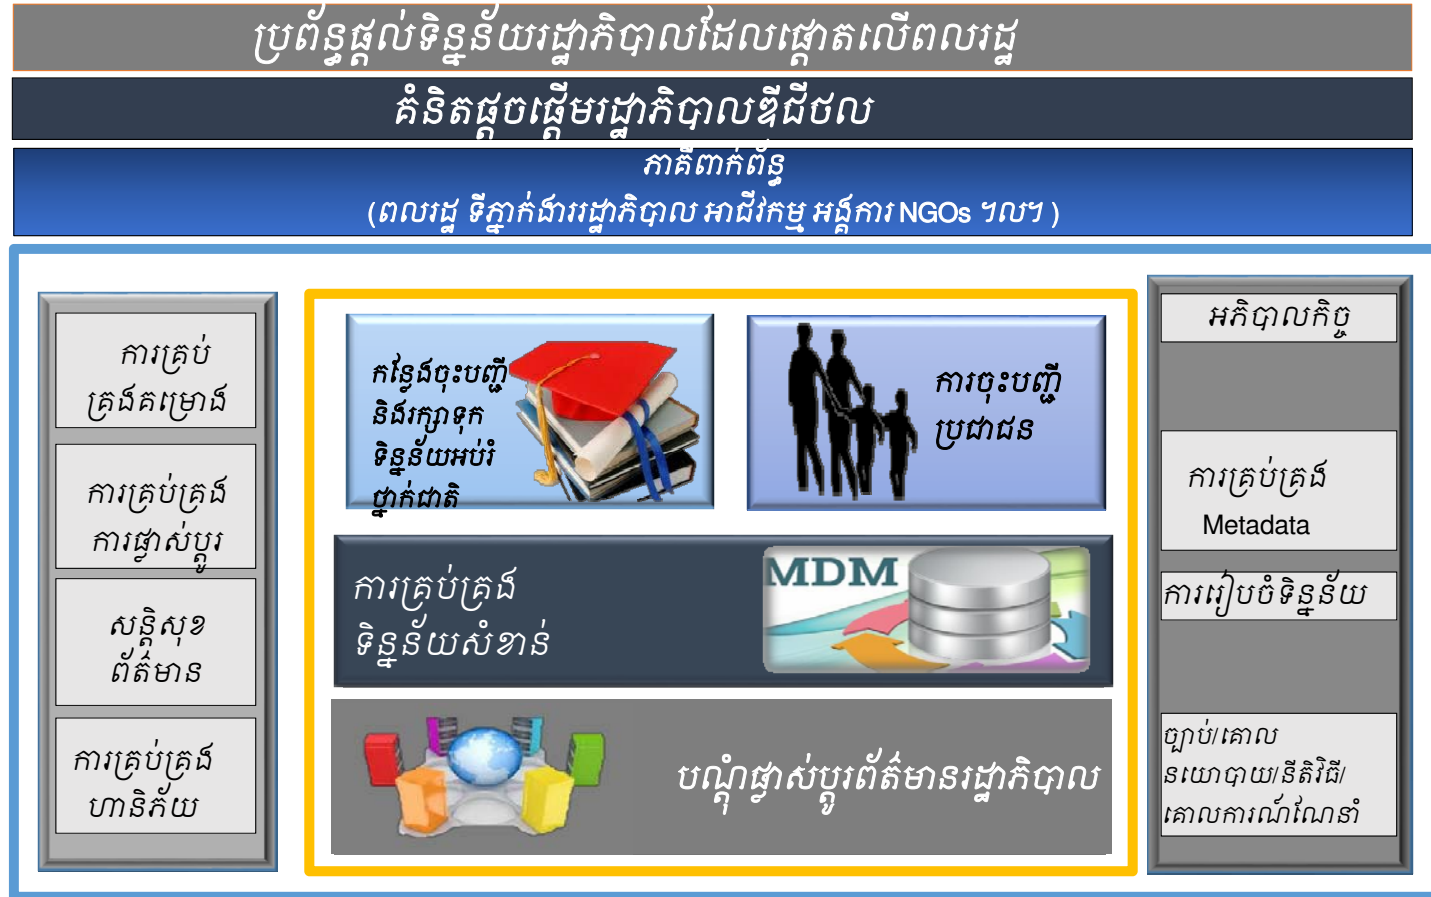 ប្រព័ន្ធផ្តល់ទិន្នន័យរដ្ឋាភិបាលដែលផ្តោតលើពលរដ្ឋ
គំនិតផ្តួចផ្តើមរដ្ឋាភិបាលឌីជីថល
ភាគីពាក់ព័ន្ធ
(ពលរដ្ឋ ទីភ្នាក់ងាររដ្ឋាភិបាល អាជីវកម្ម អង្គការ NGOs ។ល។ )
ការគ្រប់
គ្រងគម្រោង
ការគ្រប់គ្រង
ការផ្លាស់ប្តូរ
សន្តិសុខ
ព័ត៌មាន
ការគ្រប់គ្រង
ហានិភ័យ
កន្លែងចុះបញ្ជី
និងរក្សាទុក
ទិន្នន័យអប់រំ
ថ្នាក់ជាតិ
ការចុះបញ្ជី
ប្រជាជន
ការគ្រប់គ្រង
ទិន្នន័យសំខាន់
MDM
បណ្តុំផ្លាស់ប្តូរព័ត៌មានរដ្ឋាភិបាល
អភិបាលកិច្ច
ការគ្រប់គ្រង
Metadata
ការរៀបចំទិន្នន័យ
ច្បាប់/គោល
នយោបាយ/នីតិវិធី/
គោលការណ៍ណែនាំ